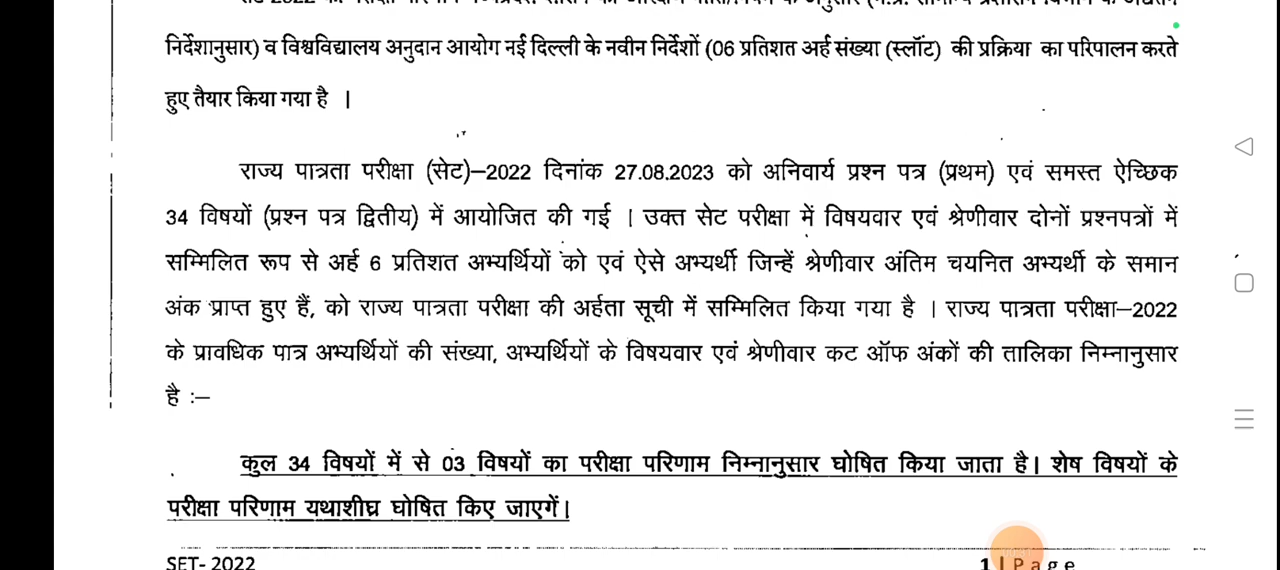 निर्देशानुसार) व विश्वविद्यालय अनुदान आयोग नई दिल्ली के नवीन निर्देशों (06 प्रतिशत अर्ह संख्या (स्लॉट) की प्रक्रिया का परिपालन करते
हुए तैयार किया गया है ।
राज्य पात्रता परीक्षा (सेट)–2022 दिनांक 27.08.2023 को अनिवार्य प्रश्न पत्र (प्रथम) एवं समस्त ऐच्छिक
34 विषयों (प्रश्न पत्र द्वितीय) में आयोजित की गई । उक्त सेट परीक्षा में विषयवार एवं श्रेणीवार दोनों प्रश्नपत्रों में
सम्मिलित रूप से अर्ह 6 प्रतिशत अभ्यर्थियों को एवं ऐसे अभ्यर्थी जिन्हें श्रेणीवार अंतिम चयनित अभ्यर्थी के समान
अंक प्राप्त हुए हैं, को राज्य पात्रता परीक्षा की अर्हता सूची में सम्मिलित किया गया है । राज्य पात्रता परीक्षा–2022
के प्रावधिक पात्र अभ्यर्थियों की संख्या, अभ्यर्थियों के विषयवार एवं श्रेणीवार कट ऑफ अंकों की तालिका निम्नानुसार
है :–
कुल 34 विषयों में से 03 विषयों का परीक्षा परिणाम निम्नानुसार घोषित किया जाता है। शेष विषयों के
परीक्षा परिणाम यथाशीघ्र घोषित किए जाएगें।
SET- 2022 1 | Page